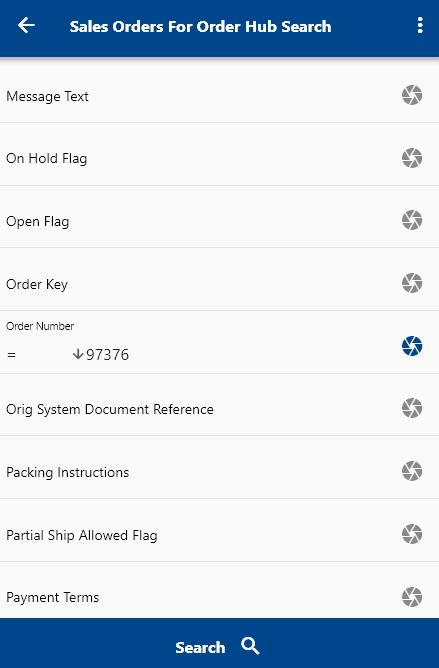 Sales Orders For Order Hub Search
Message Text
On Hold Flag
Open Flag
Order Key
Order Number
= 97376
Orig System Document Reference
Packing Instructions
Partial Ship Allowed Flag
Payment Terms
Search